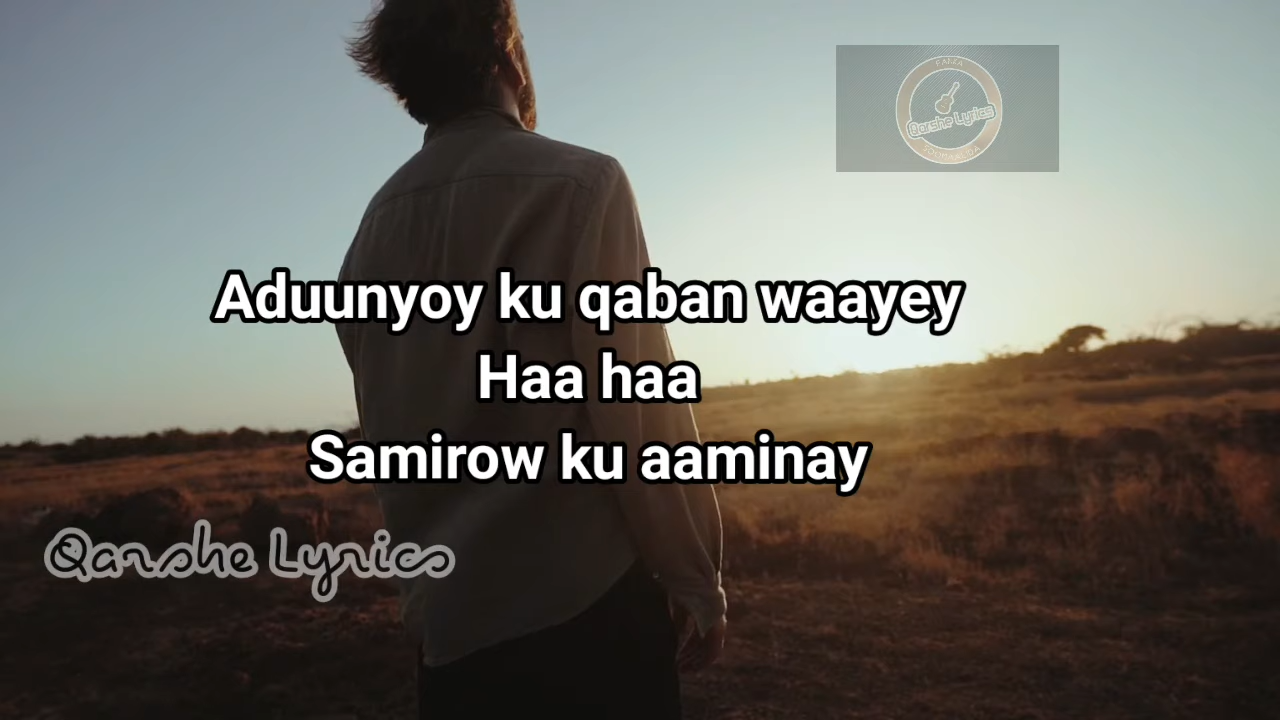 Qarshe Lyrics
Aduunyoy ku qaban waayey
Haa haa
Samirow ku aaminay
Qarshe Lyrics